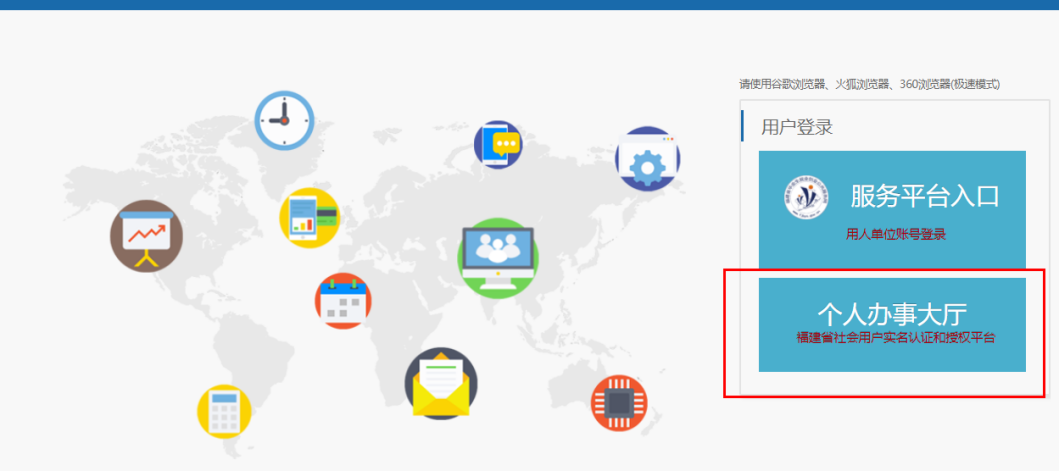 请使用谷歌浏览器、火狐浏览器、360浏览器(极速模式)
用户登录
服务平台入口
用人单位账号登录
个人办事大厅
福建省社会用户实名认证和授权平台